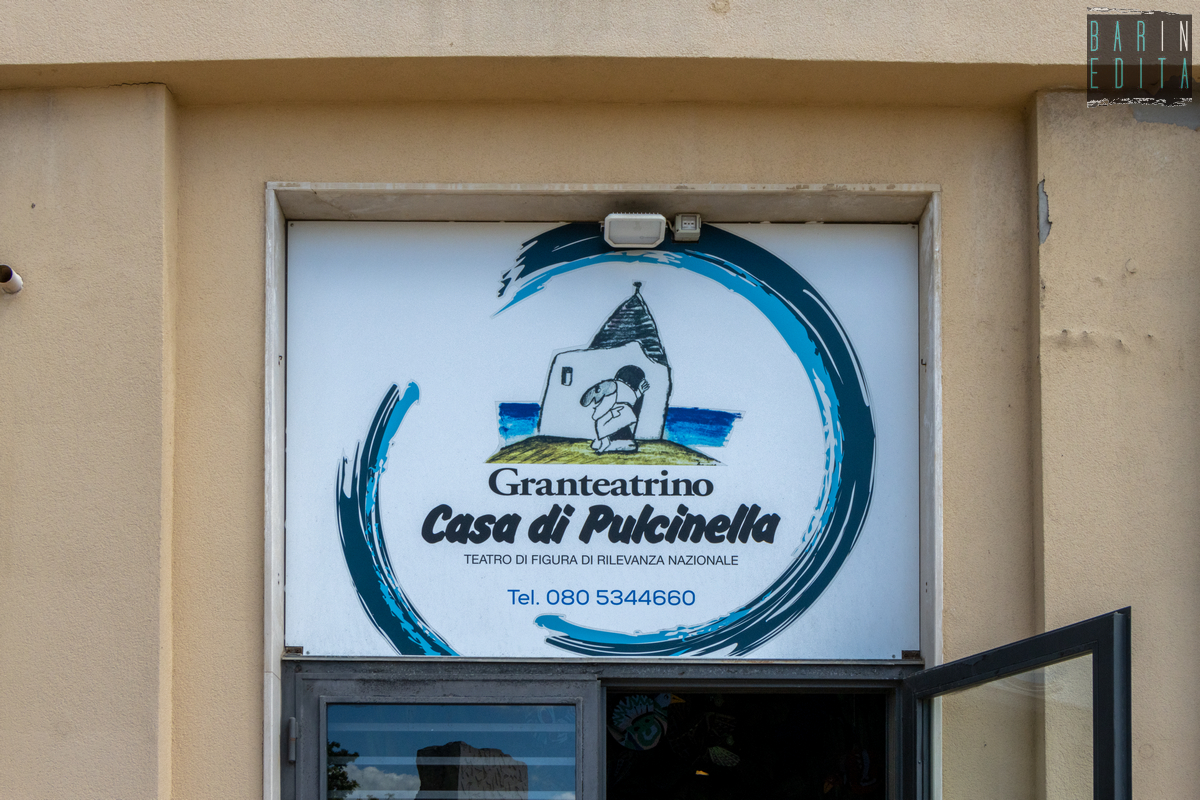 BARIN
EDITA
Granteatrino
Casa di Pulcinella
TEATRO DI FIGURA DI RILEVANZA NAZIONALE
Tel. 080 5344660